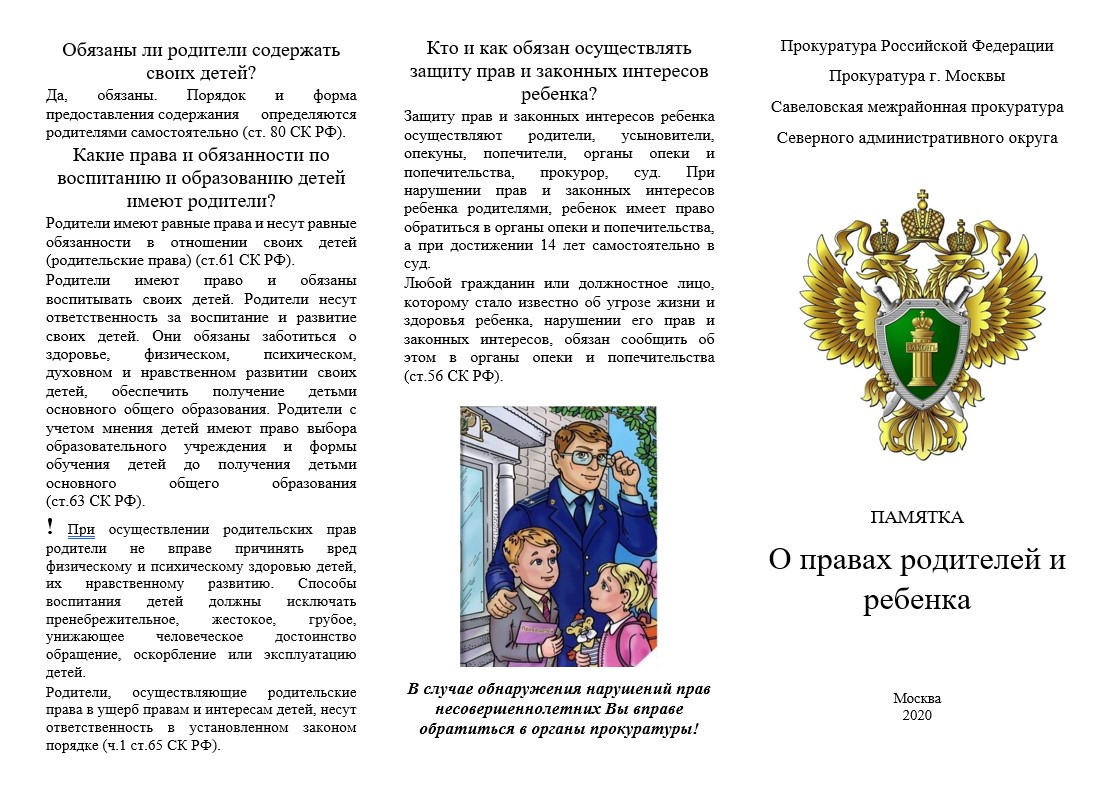 Обязаны ли родители содержать
своих детей?
Да, обязаны. Порядок и форма
предоставления содержания определяются
родителями самостоятельно (ст. 80 СК РФ).
Какие права и обязанности по
воспитанию и образованию детей
имеют родители?
Родители имеют равные права и несут равные
обязанности в отношении своих детей
(родительские права) (ст.61 СК РФ).
Родители имеют право и обязаны
воспитывать своих детей. Родители несут
ответственность за воспитание и развитие
своих детей. Они обязаны заботиться о
здоровье, физическом, психическом,
духовном и нравственном развитии своих
детей, обеспечить получение детьми
основного общего образования. Родители с
учетом мнения детей имеют право выбора
образовательного учреждения и формы
обучения детей до получения детьми
основного общего образования
(ст.63 СК РФ).
! При осуществлении родительских прав
родители не вправе причинять вред
физическому и психическому здоровью детей,
их нравственному развитию. Способы
воспитания детей должны исключать
пренебрежительное, жестокое, грубое,
унижающее человеческое достоинство
обращение, оскорбление или эксплуатацию
детей.
Родители, осуществляющие родительские
права в ущерб правам и интересам детей, несут
ответственность в установленном законом
порядке (ч.1 ст.65 СК РФ).
Кто и как обязан осуществлять
защиту прав и законных интересов
ребенка?
Защиту прав и законных интересов ребенка
осуществляют родители, усыновители,
опекуны, попечители, органы опеки и
попечительства, прокурор, суд. При
нарушении прав и законных интересов
ребенка родителями, ребенок имеет право
обратиться в органы опеки и попечительства,
а при достижении 14 лет самостоятельно в
суд.
Любой гражданин или должностное лицо,
которому стало известно об угрозе жизни и
здоровья ребенка, нарушении его прав и
законных интересов, обязан сообщить об
этом в органы опеки и попечительства
(ст.56 СК РФ).
В случае обнаружения нарушений прав
несовершеннолетних Вы вправе
обратиться в органы прокуратуры!
Прокуратура Российской Федерации
Прокуратура г. Москвы
Савеловская межрайонная прокуратура
Северного административного округа
ЗАКОНЪ
ПАМЯТКА
О правах родителей и
ребенка
Москва
2020